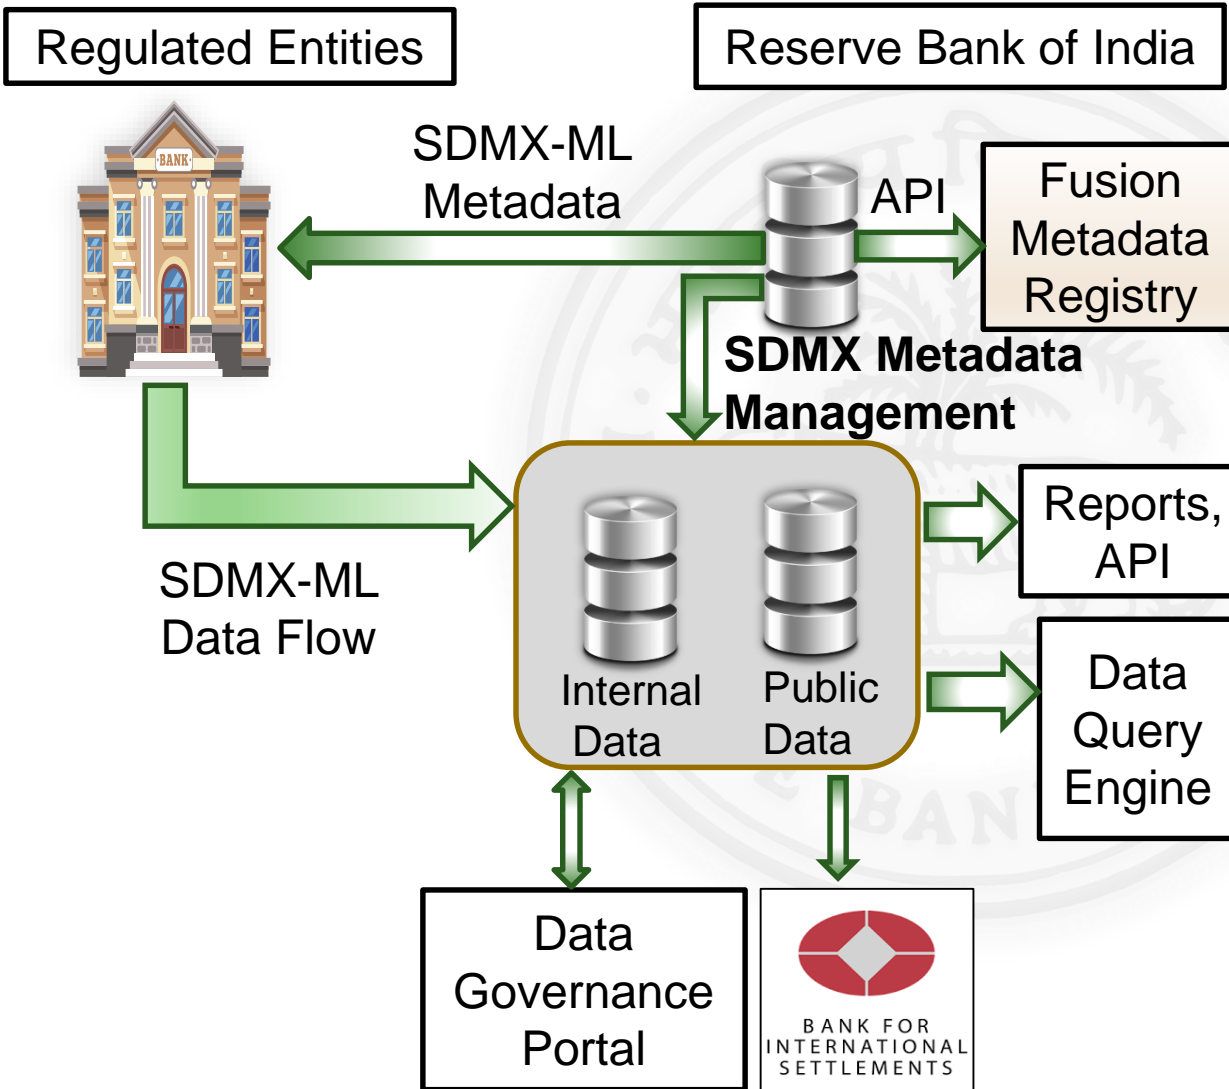 Regulated Entities
Reserve Bank of India
BANK
SDMX-ML
Metadata
API
Fusion
Metadata
Registry
SDMX Metadata
Management
SDMX-ML
Data Flow
Internal
Data
Public
Data
Reports,
API
Data
Query
Engine
Data
Governance
Portal
BANK FOR
INTERNATIONAL
SETTLEMENTS